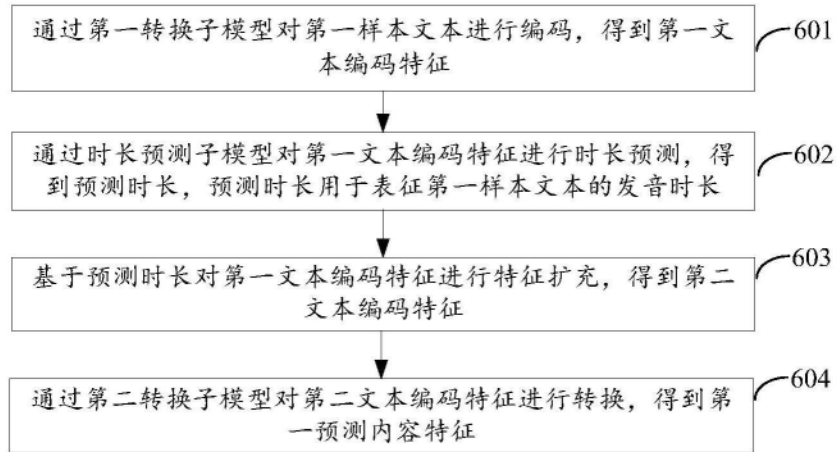 通过第一转换子模型对第一样本文本进行编码，得到第一文
本编码特征
601
通过时长预测子模型对第一文本编码特征进行时长预测，得
到预测时长，预测时长用于表征第一样本文本的发音时长
602
基于预测时长对第一文本编码特征进行特征扩充，得到第二
文本编码特征
603
通过第二转换子模型对第二文本编码特征进行转换，得到第
一预测内容特征
604